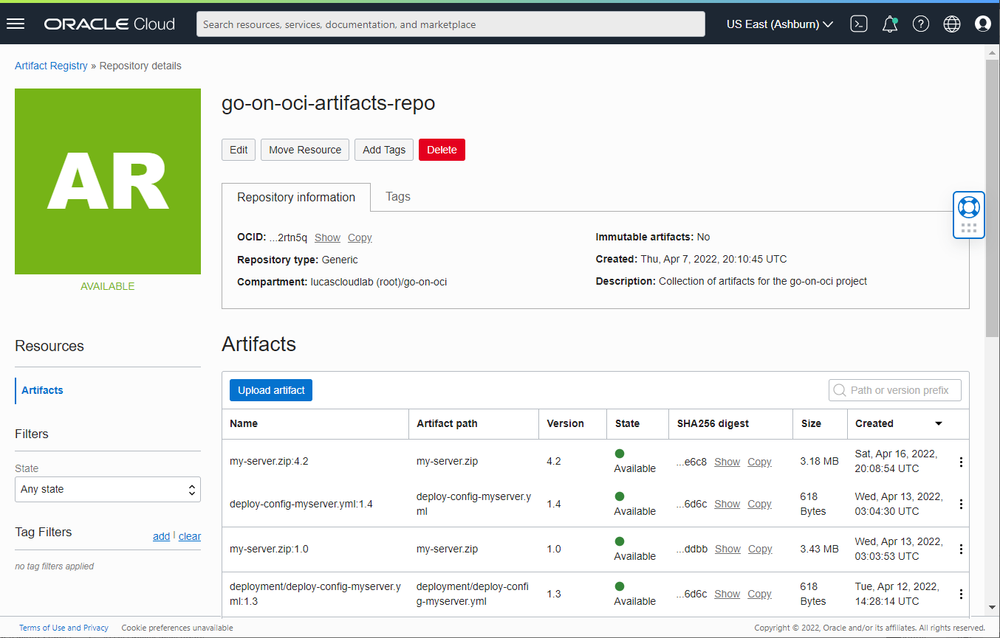 ORACLE Cloud
Search resources, services, documentation, and marketplace
US East (Ashburn)
Artifact Registry » Repository details
AR
AVAILABLE
go-on-oci-artifacts-repo
Edit Move Resource Add Tags Delete
Repository information Tags
OCID: ...2rtn5q Show Copy
Repository type: Generic
Compartment: lucascloudlab (root)/go-on-oci
Immutable artifacts: No
Created: Thu, Apr 7, 2022, 20:10:45 UTC
Description: Collection of artifacts for the go-on-oci project
Resources
Artifacts
Filters
State
Any state
Tag Filters add | clear
no tag filters applied
Artifacts
Upload artifact Path or version prefix
Name Artifact path Version State SHA256 digest Size Created
my-server.zip:4.2 my-server.zip 4.2 Available ...e6c8 Show Copy 3.18 MB Sat, Apr 16, 2022,
20:08:54 UTC
deploy-config-myserver.yml:1.4 deploy-config-myserver.y 1.4 Available ...6d6c Show Copy 618 Wed, Apr 13, 2022,
ml Bytes 03:04:30 UTC
my-server.zip:1.0 my-server.zip 1.0 Available ...ddbb Show Copy 3.43 MB Wed, Apr 13, 2022,
03:03:53 UTC
deployment/deploy-config-myserver.y deployment/deploy-confi 1.3 Available ...6d6c Show Copy 618 Tue, Apr 12, 2022,
ml:1.3 g-myserver.yml Bytes 14:28:14 UTC
Terms of Use and Privacy Cookie preferences unavailable
Copyright © 2022, Oracle and/or its affiliates. All rights reserved.